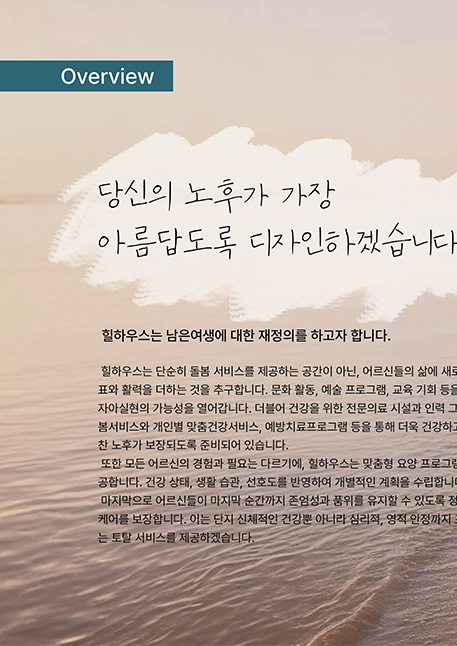 Overview
당신의 노후가 가장
아름답도록 디자인하겠습니다
힐하우스는 남은여생에 대한 재정의를 하고자 합니다.
힐하우스는 단순히 돌봄 서비스를 제공하는 공간이 아닌, 어르신들의 삶에 새로
표와 활력을 더하는 것을 추구합니다. 문화 활동, 예술 프로그램, 교육 기회 등을
자아실현의 가능성을 열어갑니다. 더불어 건강을 위한 전문의료 시설과 인력 그
봄서비스와 개인별 맞춤건강서비스, 예방치료프로그램 등을 통해 더욱 건강하고
찬 노후가 보장되도록 준비되어 있습니다.
또한 모든 어르신의 경험과 필요는 다르기에, 힐하우스는 맞춤형 요양 프로그램
공합니다. 건강 상태, 생활 습관, 선호도를 반영하여 개별적인 계획을 수립합니다
마지막으로 어르신들이 마지막 순간까지 존엄성과 품위를 유지할 수 있도록 정
케어를 보장합니다. 이는 단지 신체적인 건강뿐 아니라 심리적, 영적 안정까지
는 토탈 서비스를 제공하겠습니다.